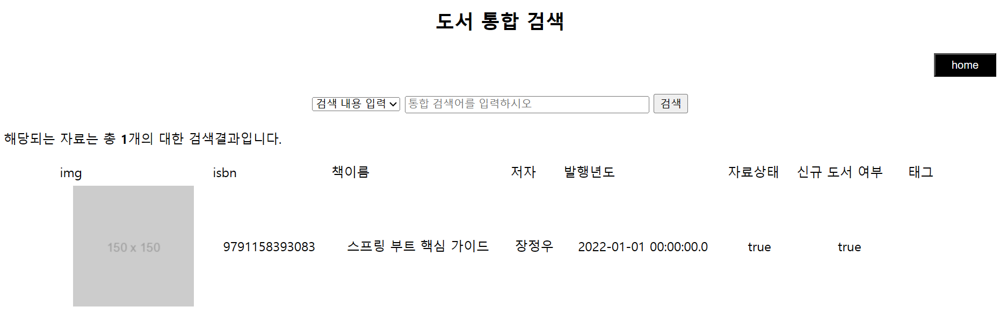 도서 통합 검색
home
검색 내용 입력 통합 검색어를 입력하시오 검색
해당되는 자료는 총 1개의 대한 검색결과입니다.
img isbn 책이름 저자 발행년도 자료상태 신규 도서 여부 태그
150 x 150 9791158393083 스프링 부트 핵심 가이드 장정우 2022-01-01 00:00:00.0 true true